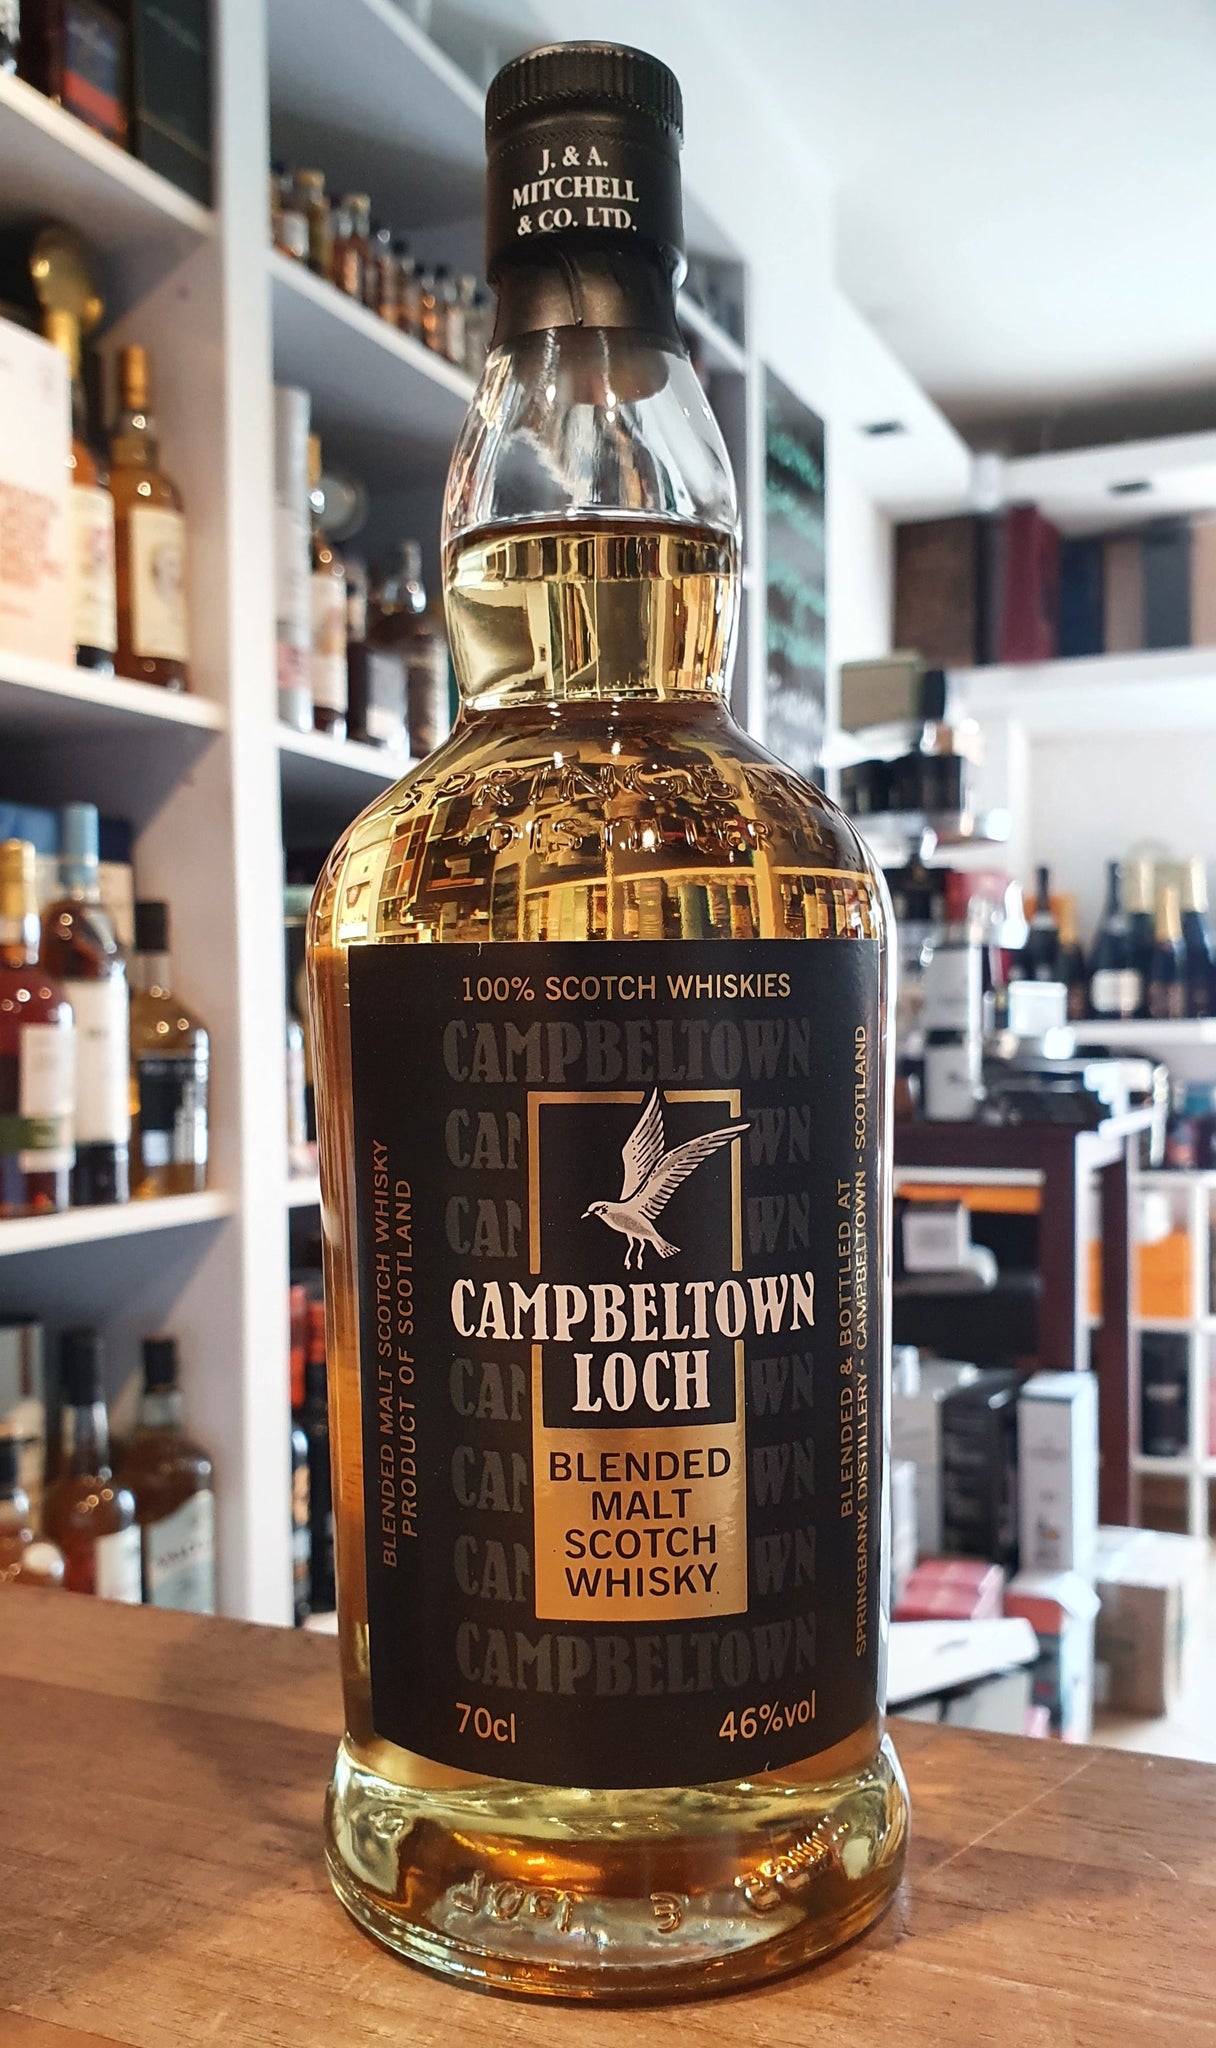 J. & A.
MITCHELL
& CO. LTD.
SPRINGBANK
DISTILLERY
100% SCOTCH WHISKIES
CAMPBELTOWN
CAMPBELTOWN
LOCH
BLENDED
MALT
SCOTCH
WHISKY
CAMPBELTOWN
70cl
46%vol
BLENDED MALT SCOTCH WHISKY
PRODUCT OF SCOTLAND
BLENDED & BOTTLED AT
SPRINGBANK DISTILLERY - CAMPBELTOWN - SCOTLAND